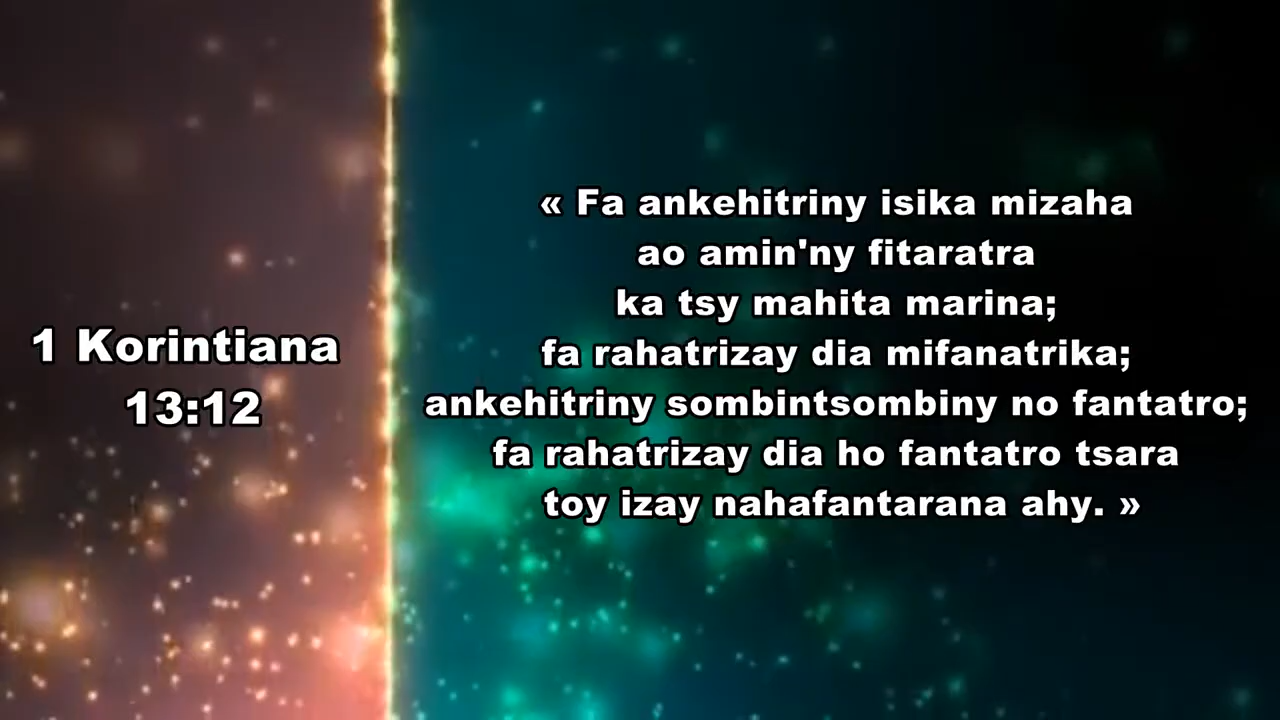 1 Korintiana
13:12
« Fa ankehitriny isika mizaha
ao amin'ny fitaratra
ka tsy mahita marina;
fa rahatrizay dia mifanatrika;
ankehitriny sombintsombiny no fantatro;
fa rahatrizay dia ho fantatro tsara
toy izay nahafantarana ahy. »